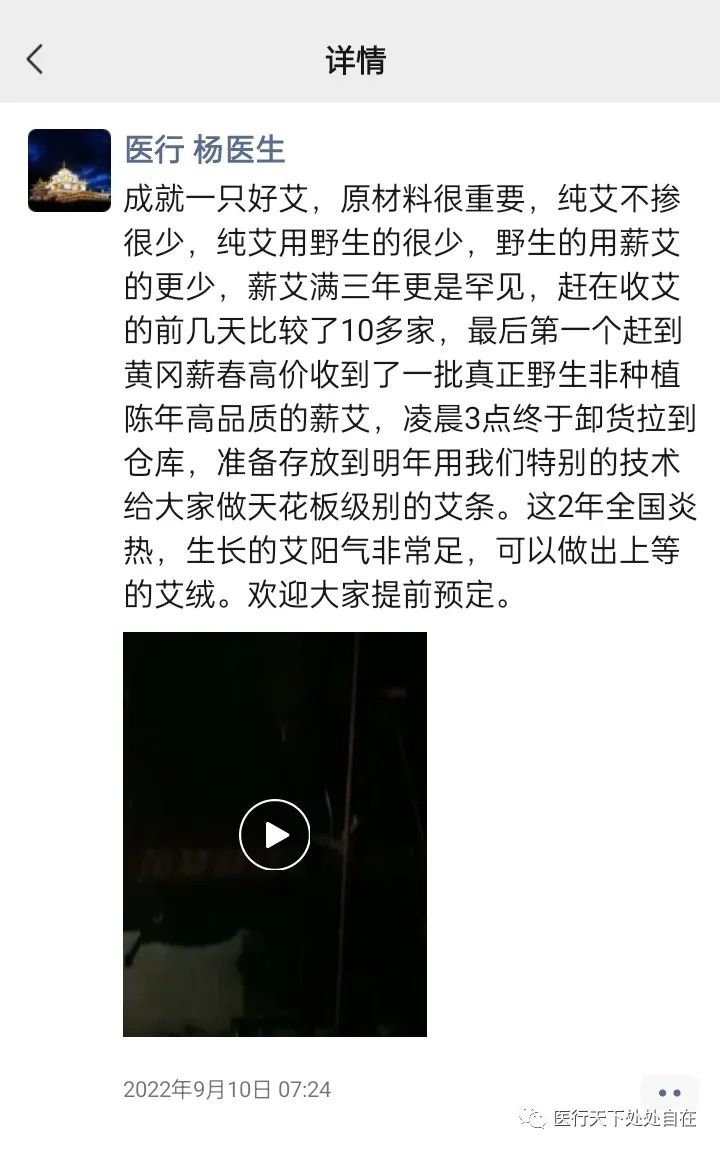 详情
医行 杨医生
成就一只好艾，原材料很重要，纯艾不掺
很少，纯艾用野生的很少，野生的用薪艾
的更少，薪艾满三年更是罕见，赶在收艾
的前几天比较了10多家，最后第一个赶到
黄冈薪春高价收到了一批真正野生非种植
陈年高品质的薪艾，凌晨3点终于卸货拉到
仓库，准备存放到明年用我们特别的技术
给大家做天花板级别的艾条。这2年全国炎
热，生长的艾阳气非常足，可以做出上等
的艾绒。欢迎大家提前预定。
2022年9月10日 07:24
医行天下处处自在